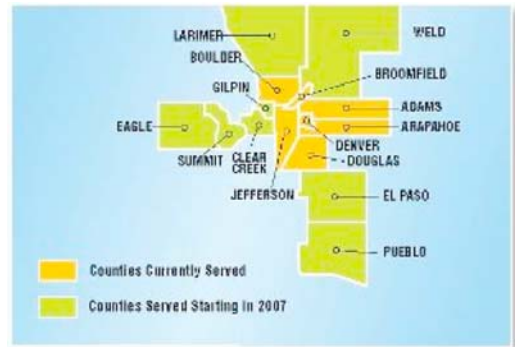 LARIMER
WELD
BOULDER
BROOMFIELD
GILPIN
ADAMS
EAGLE
ARAPAHOE
DENVER
SUMMIT
CLEAR
CREEK
DOUGLAS
JEFFERSON
EL PASO
PUEBLO
Counties Currently Served
Counties Served Starting in 2007